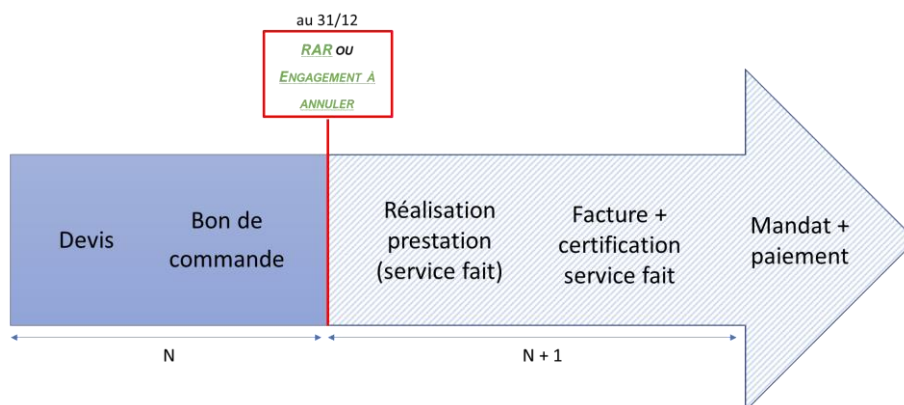 au 31/12
RAR OU
ENGAGEMENT À
ANNULER
Devis
Bon de
commande
Réalisation
prestation
(service fait)
Facture +
certification
service fait
Mandat +
paiement
N
N + 1